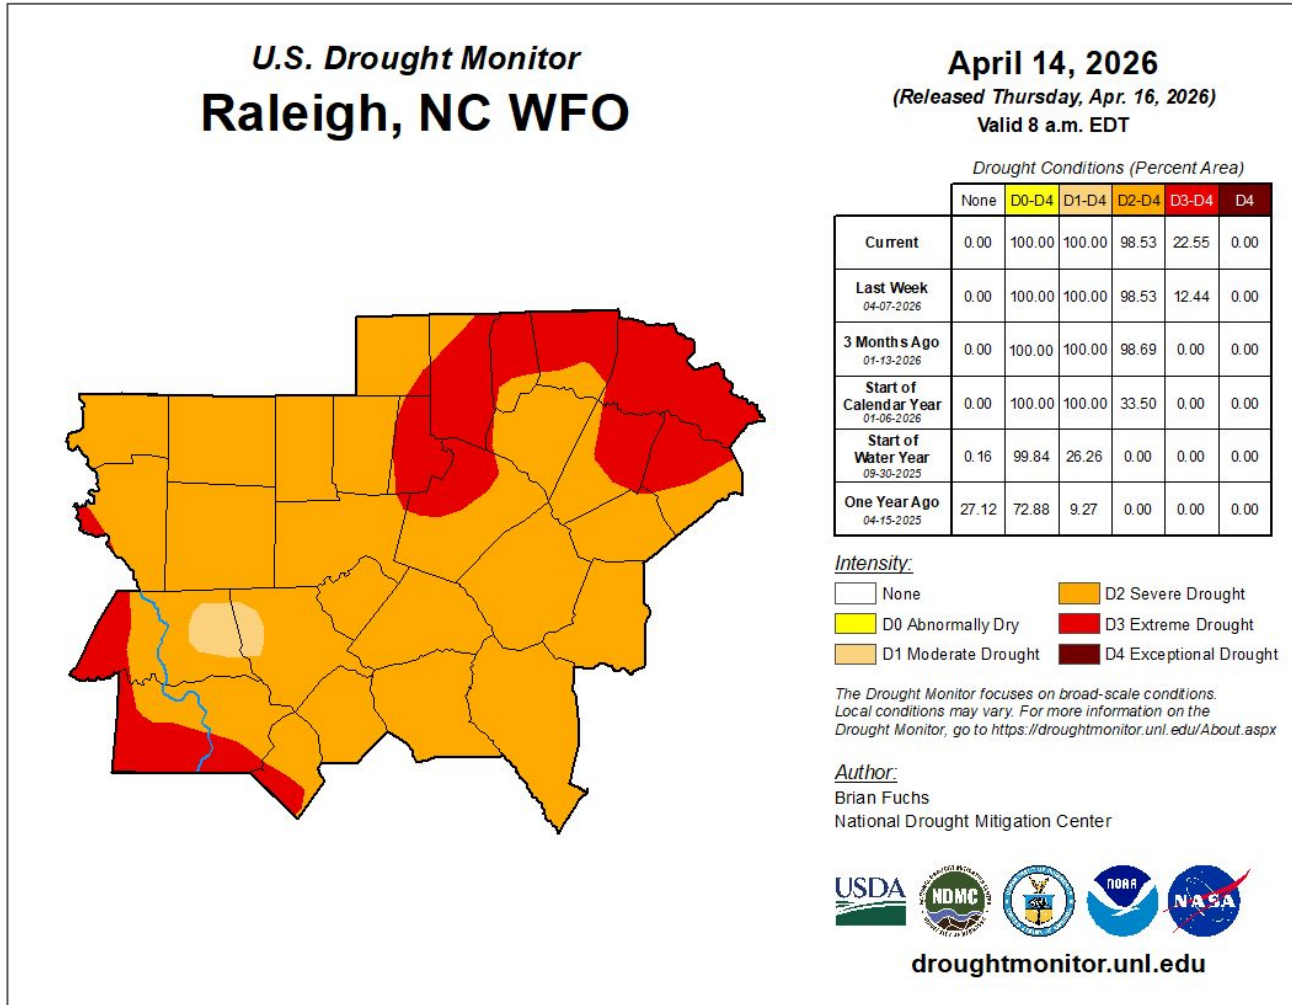 U.S. Drought Monitor
Raleigh, NC WFO
April 14, 2026
(Released Thursday, Apr. 16, 2026)
Valid 8 a.m. EDT
Drought Conditions (Percent Area)
None D0-D4 D1-D4 D2-D4 D3-D4 D4
Current 0.00 100.00 100.00 98.53 22.55 0.00
Last Week
04-07-2026 0.00 100.00 100.00 98.53 12.44 0.00
3 Months Ago
01-13-2026 0.00 100.00 100.00 98.69 0.00 0.00
Start of
Calendar Year
01-06-2026 0.00 100.00 100.00 33.50 0.00 0.00
Start of
Water Year
09-30-2025 0.16 99.84 26.26 0.00 0.00 0.00
One Year Ago
04-15-2025 27.12 72.88 9.27 0.00 0.00 0.00
Intensity:
None
D0 Abnormally Dry
D1 Moderate Drought
D2 Severe Drought
D3 Extreme Drought
D4 Exceptional Drought
The Drought Monitor focuses on broad-scale conditions.
Local conditions may vary. For more information on the
Drought Monitor, go to https://droughtmonitor.unl.edu/About.aspx
Author:
Brian Fuchs
National Drought Mitigation Center
USDA
NDMC
NOAA
NASA
droughtmonitor.unl.edu